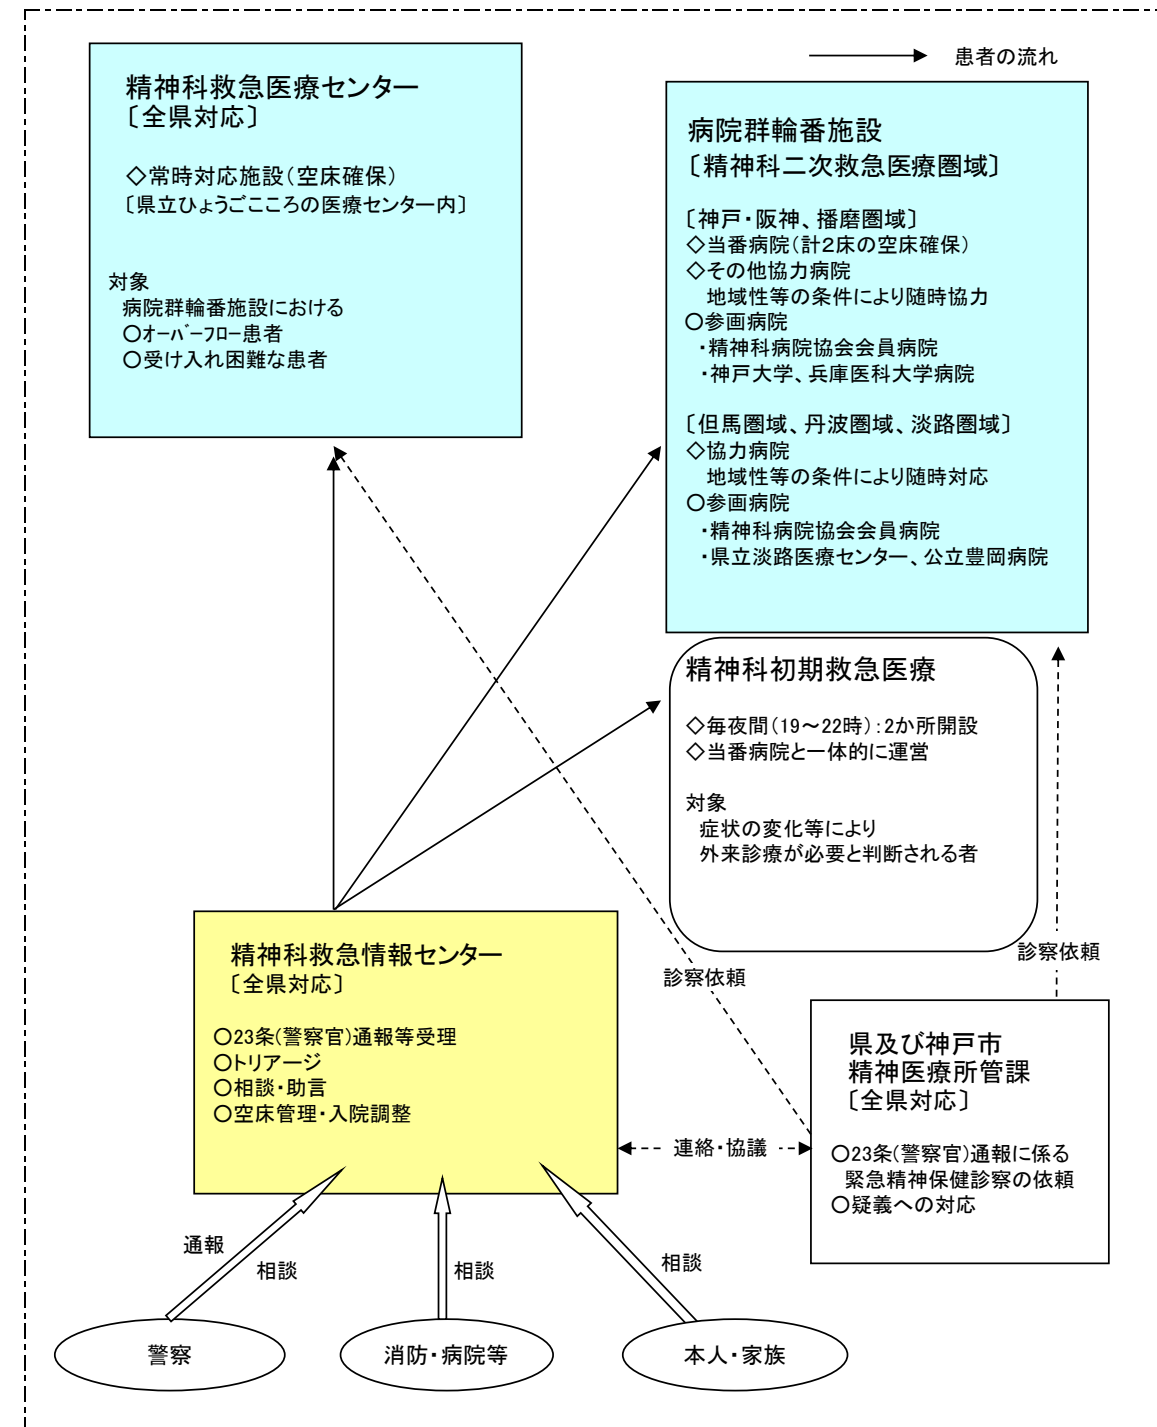 患者の流れ
精神科救急医療センター
〔全県対応〕
◇常時対応施設（空床確保）
〔県立ひょうごこころの医療センター内〕
対象
病院群輪番施設における
○ｵｰﾊﾞｰﾌﾛｰ患者
○受け入れ困難な患者
病院群輪番施設
〔精神科二次救急医療圏域〕
〔神戸・阪神、播磨圏域〕
◇当番病院（計２床の空床確保）
◇その他協力病院
地域性等の条件により随時協力
○参画病院
・精神科病院協会会員病院
・神戸大学、兵庫医科大学病院
〔但馬圏域、丹波圏域、淡路圏域〕
◇協力病院
地域性等の条件により随時対応
○参画病院
・精神科病院協会会員病院
・県立淡路医療センター、公立豊岡病院
精神科初期救急医療
◇毎夜間（19～22時）：2か所開設
◇当番病院と一体的に運営
対象
症状の変化等により
外来診療が必要と判断される者
診察依頼
診察依頼
精神科救急情報センター
〔全県対応〕
○23条(警察官)通報等受理
○トリアージ
○相談・助言
○空床管理・入院調整
連絡・協議
県及び神戸市
精神医療所管課
〔全県対応〕
○23条(警察官)通報に係る
緊急精神保健診察の依頼
○疑義への対応
通報
相談
相談
相談
警察
消防・病院等
本人・家族